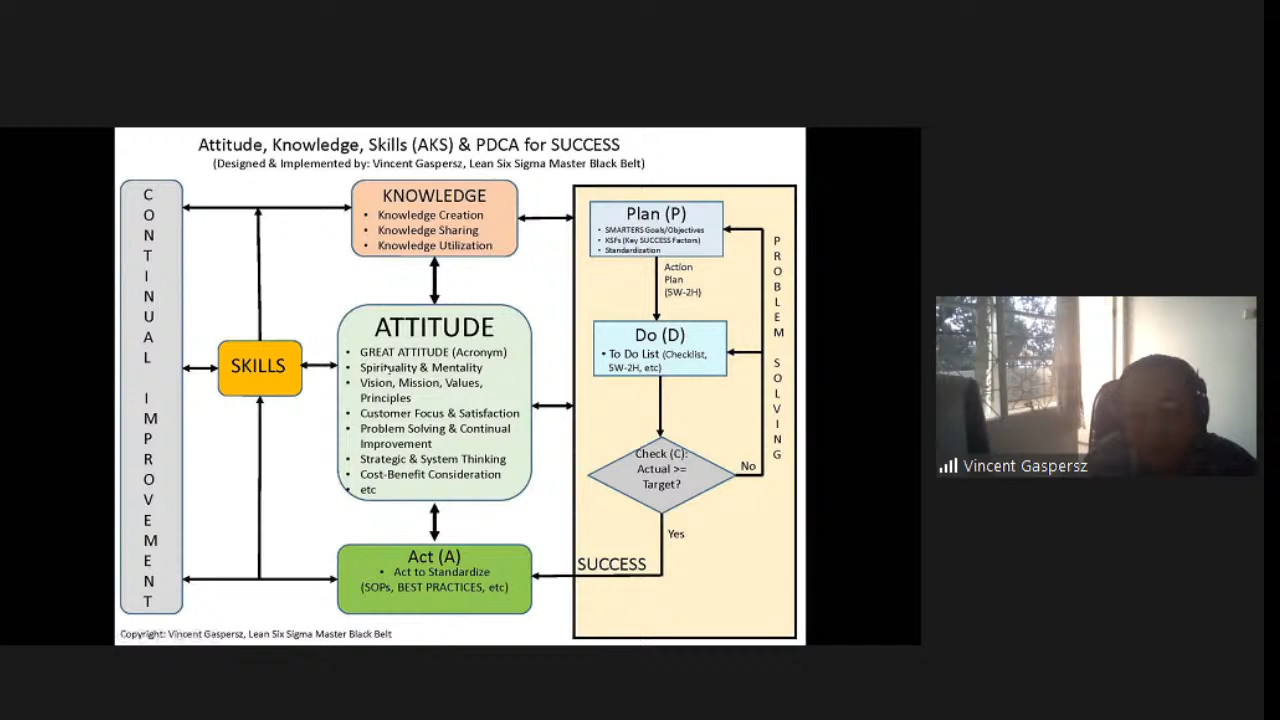 Attitude, Knowledge, Skills (AKS) & PDCA for SUCCESS
(Designed & Implemented by: Vincent Gaspersz, Lean Six Sigma Master Black Belt)
CONTINUAL IMPROVEMENT
KNOWLEDGE
• Knowledge Creation
• Knowledge Sharing
• Knowledge Utilization
SKILLS
ATTITUDE
• GREAT ATTITUDE (Acronym)
• Spirituality & Mentality
• Vision, Mission, Values,
Principles
• Customer Focus & Satisfaction
• Problem Solving & Continual
Improvement
• Strategic & System Thinking
• Cost-Benefit Consideration
• etc
Act (A)
• Act to Standardize
(SOPs, BEST PRACTICES, etc)
Plan (P)
• SMARTERS Goals/Objectives
• KSFs (Key SUCCESS Factors)
• Standardization
Action
Plan
(5W-2H)
Do (D)
• To Do List (Checklist,
5W-2H, etc)
Check (C):
Actual >=
Target?
No
Yes
SUCCESS
PROBLEM SOLVING
Copyright: Vincent Gaspersz, Lean Six Sigma Master Black Belt
Vincent Gaspersz